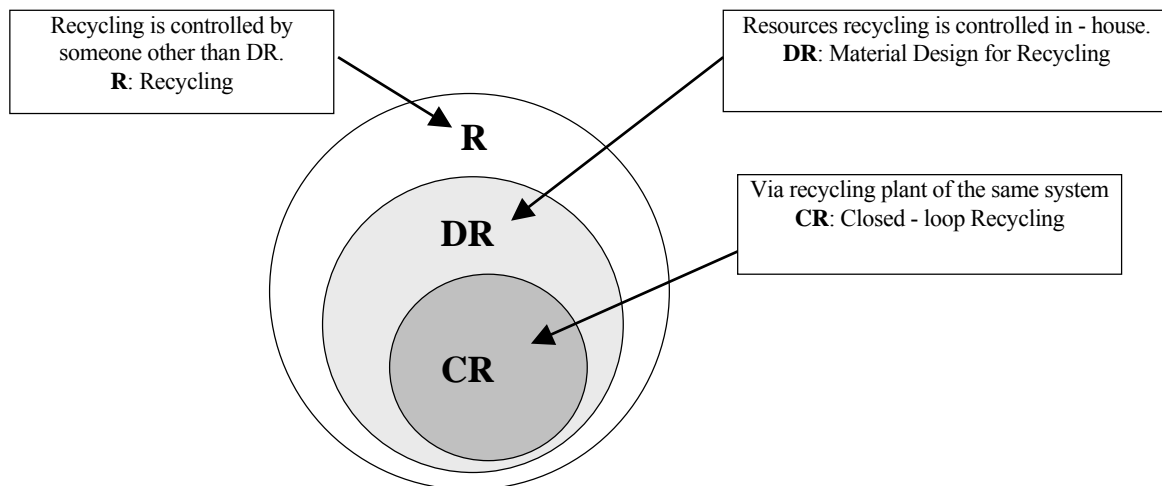 Recycling is controlled by
someone other than DR.
R: Recycling
Resources recycling is controlled in - house.
DR: Material Design for Recycling
R
Via recycling plant of the same system
CR: Closed - loop Recycling
DR
CR